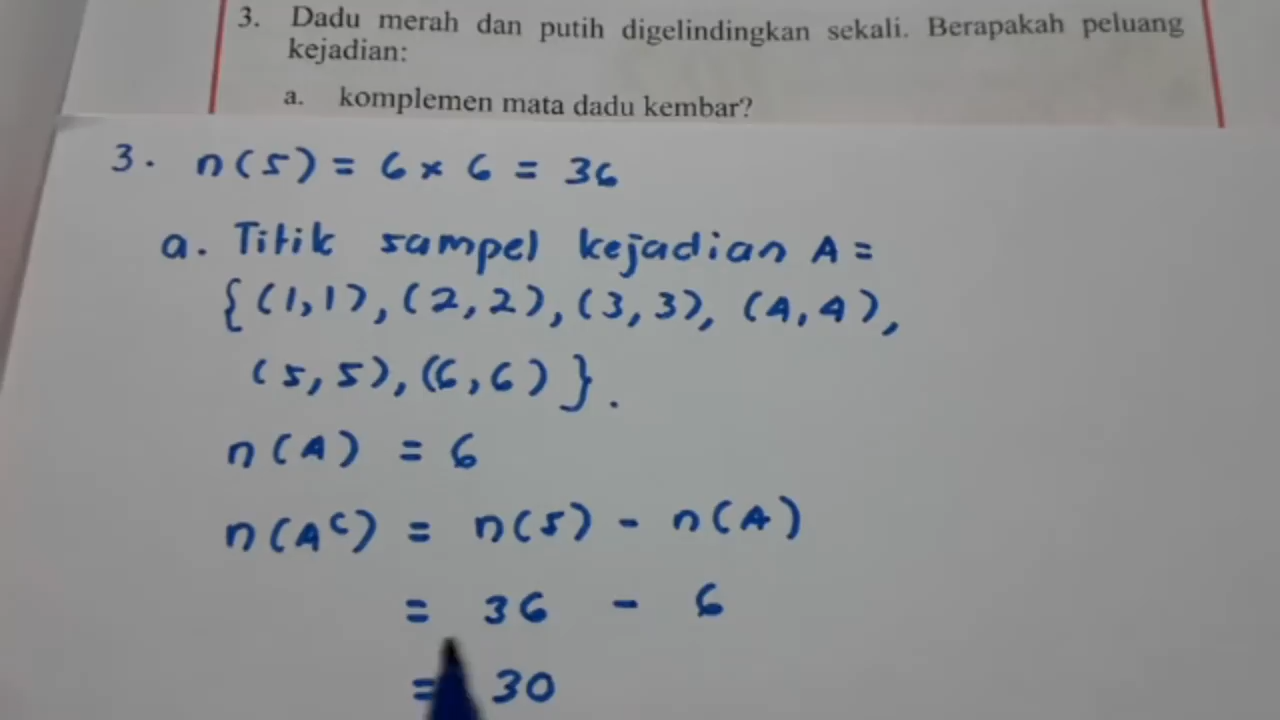 3. Dadu merah dan putih digelindingkan sekali. Berapakah peluang
kejadian:
a. komplemen mata dadu kembar?
3. n(S) = 6 × 6 = 36
a. Titik sampel kejadian A =
{(1,1), (2,2), (3,3), (4,4),
(5,5), (6,6)}.
n(A) = 6
n(Aᶜ) = n(S) - n(A)
= 36 - 6
= 30